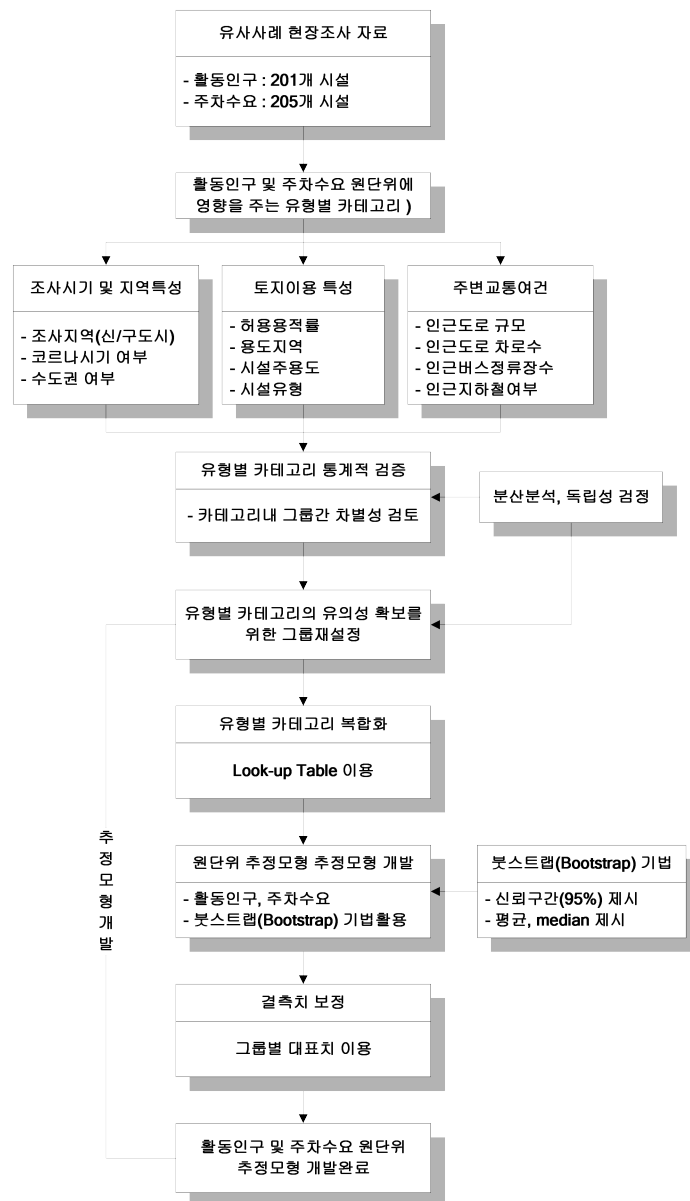 유사사례 현장조사 자료
- 활동인구 : 201개 시설
- 주차수요 : 205개 시설
활동인구 및 주차수요 원단위에
영향을 주는 유형별 카테고리 )
조사시기 및 지역특성
- 조사지역(신/구도시)
- 코르나시기 여부
- 수도권 여부
토지이용 특성
- 허용용적률
- 용도지역
- 시설주용도
- 시설유형
주변교통여건
- 인근도로 규모
- 인근도로 차로수
- 인근버스정류장수
- 인근지하철여부
유형별 카테고리 통계적 검증
- 카테고리내 그룹간 차별성 검토
분산분석, 독립성 검정
유형별 카테고리의 유의성 확보를
위한 그룹재설정
유형별 카테고리 복합화
Look-up Table 이용
추정모형개발
원단위 추정모형 추정모형 개발
- 활동인구, 주차수요
- 붓스트랩(Bootstrap) 기법활용
붓스트랩(Bootstrap) 기법
- 신뢰구간(95%) 제시
- 평균, median 제시
결측치 보정
그룹별 대표치 이용
활동인구 및 주차수요 원단위
추정모형 개발완료